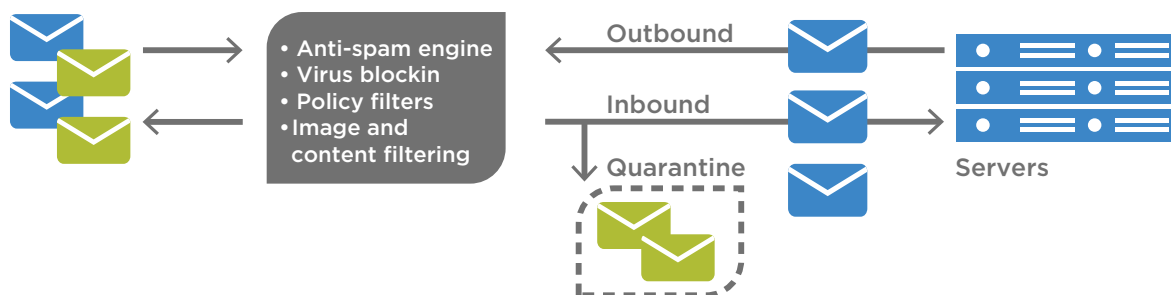 • Anti-spam engine
• Virus blockin
• Policy filters
• Image and
content filtering
Outbound
Inbound
Quarantine
Servers